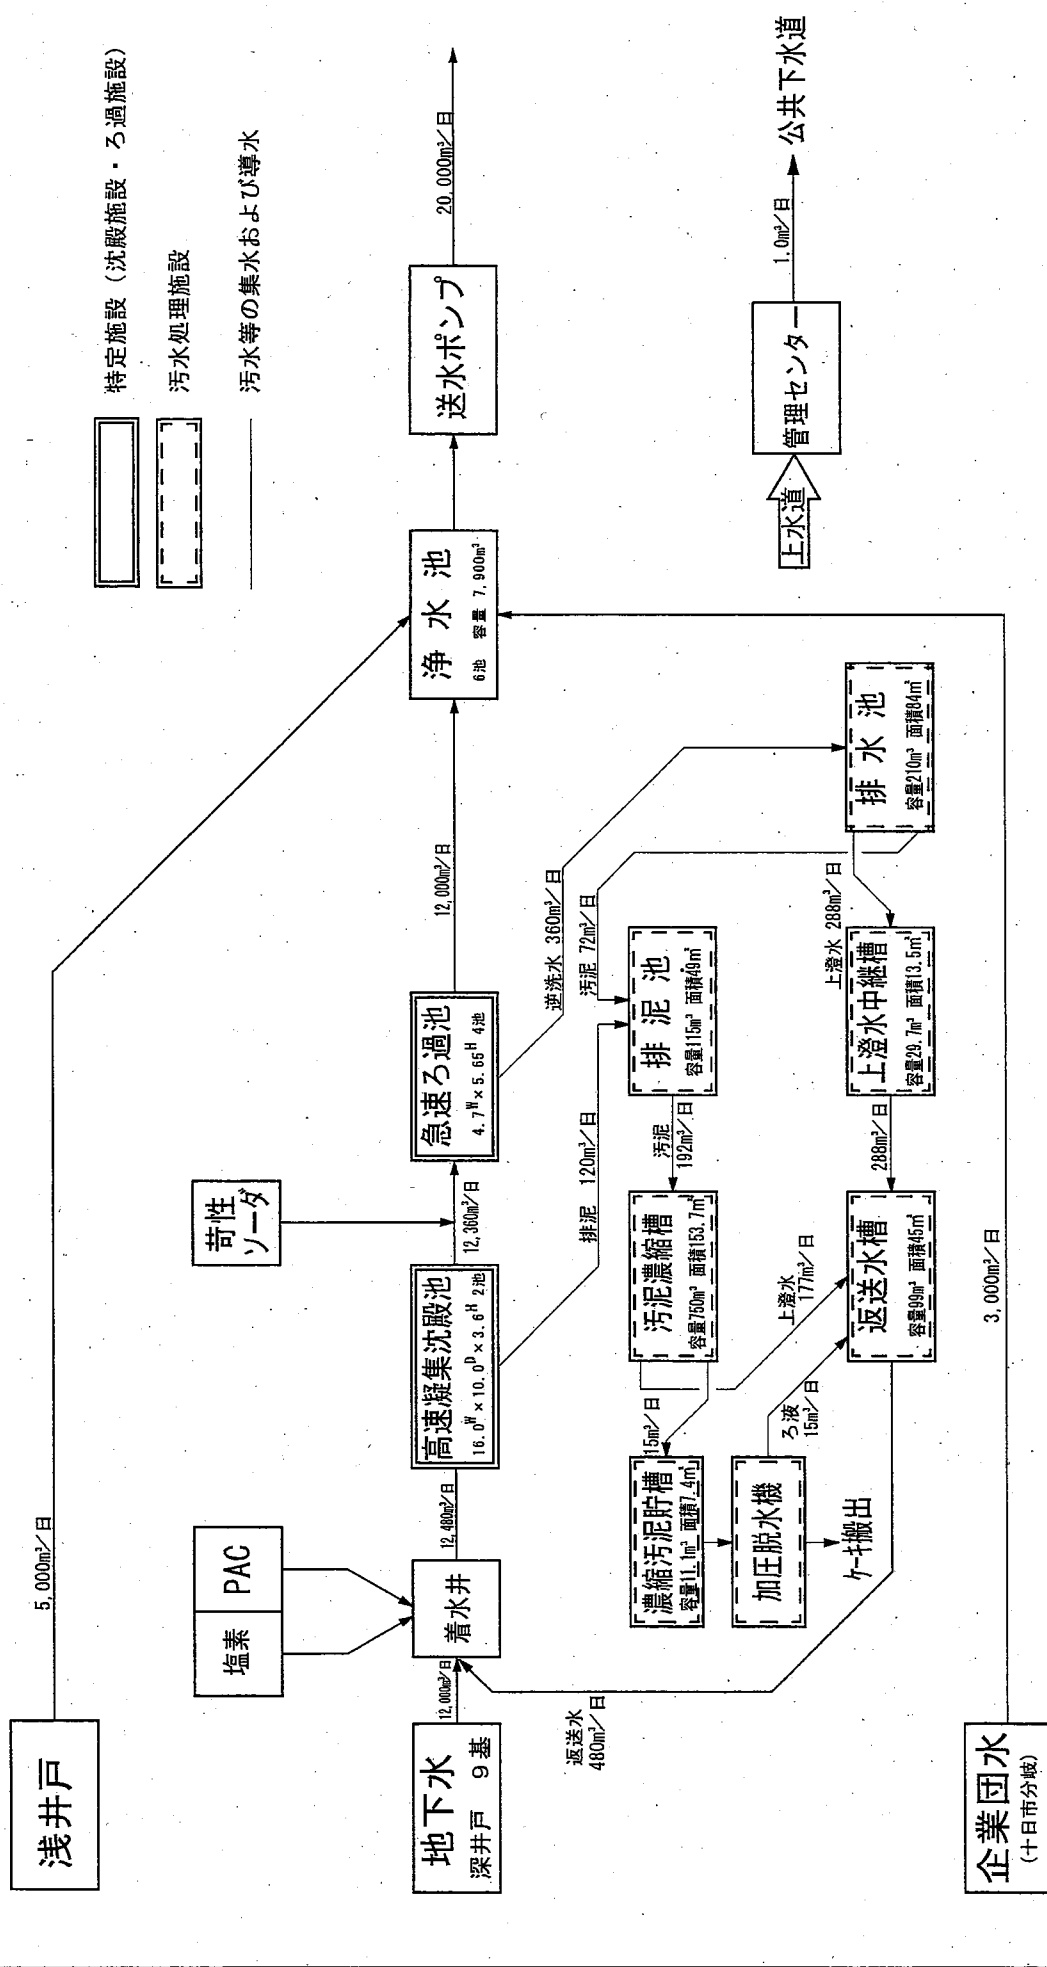 特定施設（沈殿施設・ろ過施設）
汚水処理施設
汚水等の集水および導水
浅井戸
5,000m³／日
塩素
PAC
苛性
ソーダ
地下水
深井戸 9基
12,000m³／日
着水井
12,480m³／日
高速凝集沈殿池
16.0ᵂ×10.0ᴰ×3.6ᴴ 2池
12,360m³／日
急速ろ過池
4.7ᵂ×5.65ᴴ 4池
12,000m³／日
浄水池
6池 容量 7,900m³
送水ポンプ
20,000m³／日
逆洗水 360m³／日
汚泥 72m³／日
排泥 120m³／日
排泥池
容量115m³ 面積49㎡
汚泥
192m³／日
汚泥濃縮槽
容量750m³ 面積153.7㎡
15m³／日
濃縮汚泥貯槽
容量11.1m³ 面積7.4㎡
加圧脱水機
ケーキ搬出
ろ液
15m³／日
上澄水
177m³／日
排水池
容量210m³ 面積84㎡
上澄水 288m³／日
上澄水中継槽
容量29.7m³ 面積13.5㎡
288m³／日
返送水槽
容量99m³ 面積45㎡
返送水
480m³／日
上水道
管理センター
1.0m³／日
公共下水道
企業団水
(十日市分岐)
3,000m³／日